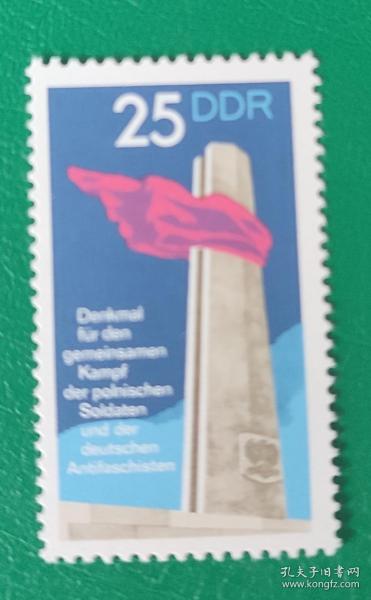 25 DDR
Denkmal
für den
gemeinsamen
Kampf
der polnischen
Soldaten
und der
deutschen
Antifaschisten
孔夫子旧书网
www.kongfz.com